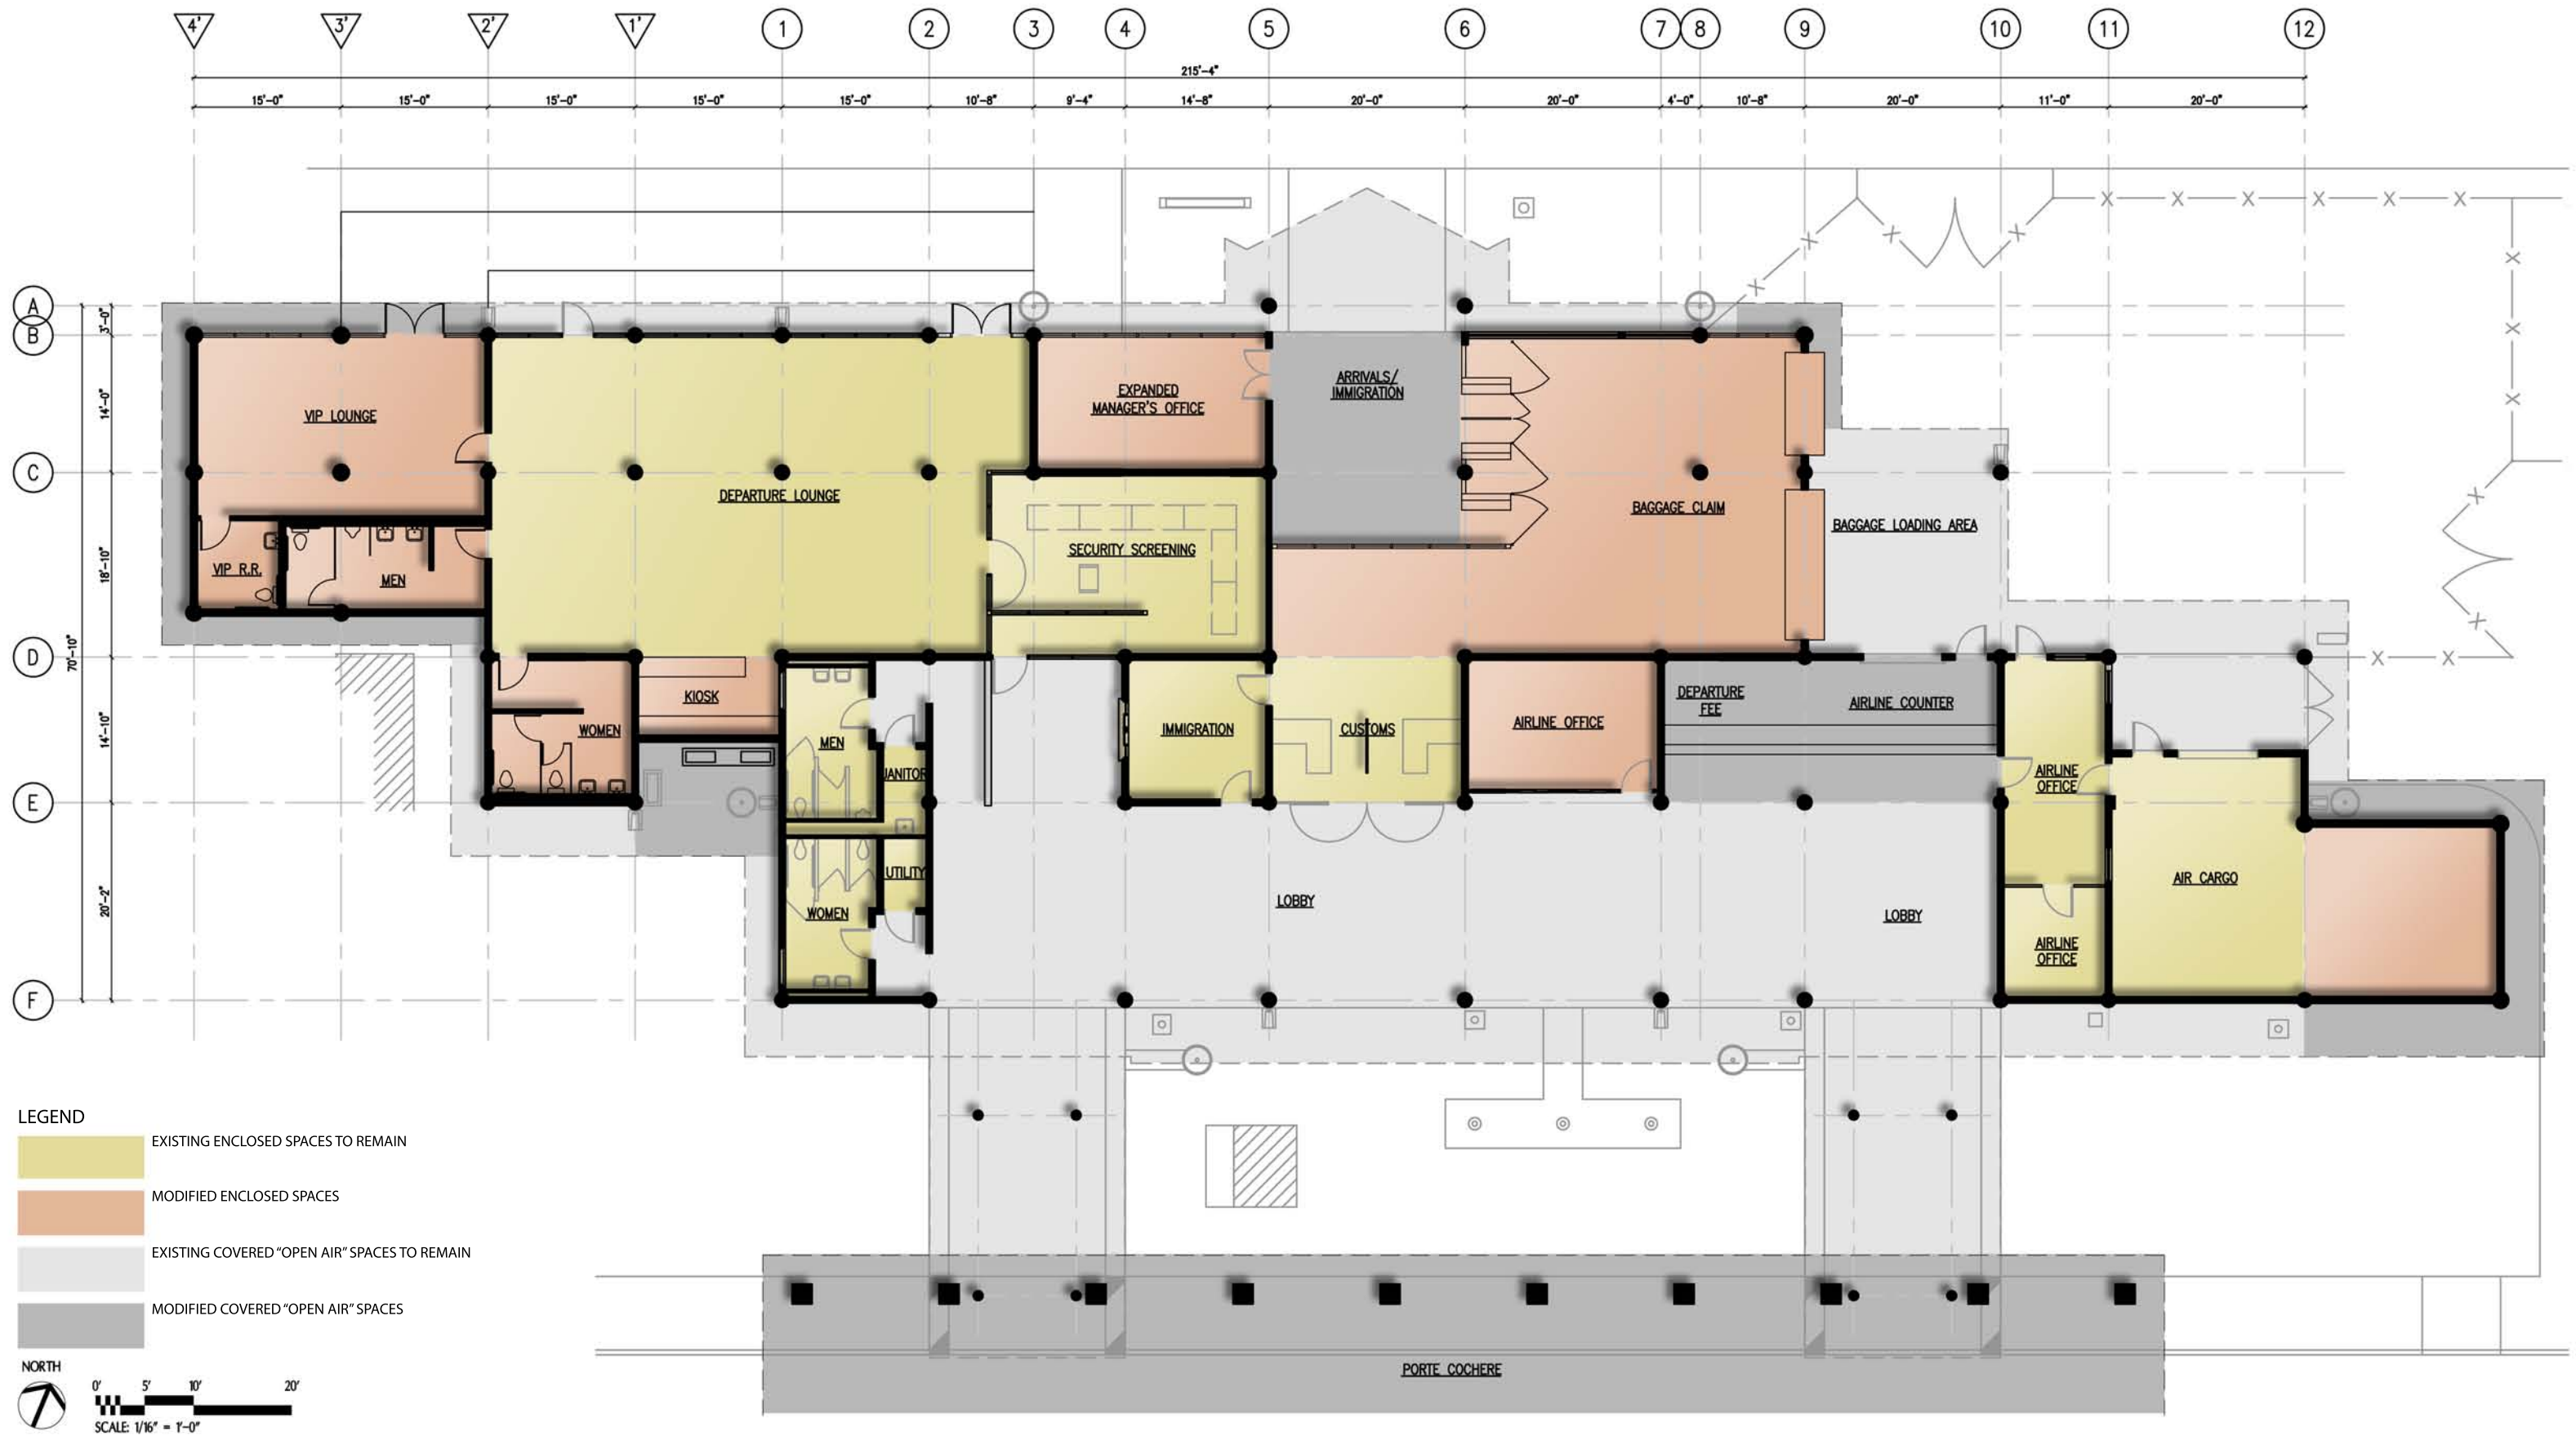 4' 3' 2' 1' 1 2 3 4 5 6 7 8 9 10 11 12
215'-4"
15'-0" 15'-0" 15'-0" 15'-0" 15'-0" 10'-8" 9'-4" 14'-8" 20'-0" 20'-0" 4'-0" 10'-8" 20'-0" 11'-0" 20'-0"
A
B
C
D
E
F
3'-0"
14'-0"
18'-10"
14'-10"
20'-2"
70'-10"
X X X X X X
X X X X
X X X
X X
X X
VIP LOUNGE
DEPARTURE LOUNGE
EXPANDED
MANAGER'S OFFICE
ARRIVALS/
IMMIGRATION
BAGGAGE CLAIM
BAGGAGE LOADING AREA
SECURITY SCREENING
VIP R.R.
MEN
WOMEN
KIOSK
MEN
JANITOR
UTILITY
WOMEN
IMMIGRATION
CUSTOMS
AIRLINE OFFICE
DEPARTURE
FEE
AIRLINE COUNTER
AIRLINE
OFFICE
AIRLINE
OFFICE
AIR CARGO
LOBBY
LOBBY
PORTE COCHERE
LEGEND
EXISTING ENCLOSED SPACES TO REMAIN
MODIFIED ENCLOSED SPACES
EXISTING COVERED "OPEN AIR" SPACES TO REMAIN
MODIFIED COVERED "OPEN AIR" SPACES
NORTH
0' 5' 10' 20'
SCALE: 1/16" = 1'-0"